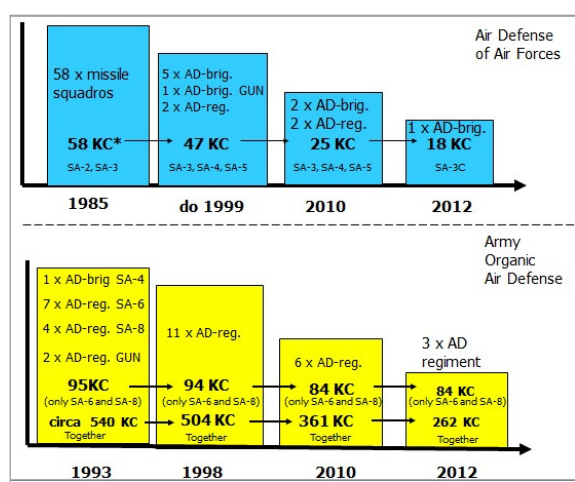 Air Defense
of Air Forces
58 x missile
squadros
58 KC*
SA-2, SA-3
5 x AD-brig.
1 x AD-brig. GUN
2 x AD-reg.
47 KC
SA-3, SA-4, SA-5
2 x AD-brig.
2 x AD-reg.
25 KC
SA-3, SA-4, SA-5
1 x AD-brig.
18 KC
SA-3C
1985
do 1999
2010
2012
Army
Organic
Air Defense
1 x AD-brig SA-4
7 x AD-reg. SA-6
4 x AD-reg. SA-8
2 x AD-reg. GUN
95KC
(only SA-6 and SA-8)
circa 540 KC
Together
11 x AD-reg.
94 KC
(only SA-6 and SA-8)
504 KC
Together
6 x AD-reg.
84 KC
(only SA-6 and SA-8)
361 KC
Together
3 x AD
regiment
84 KC
(only SA-6 and SA-8)
262 KC
Together
1993
1998
2010
2012